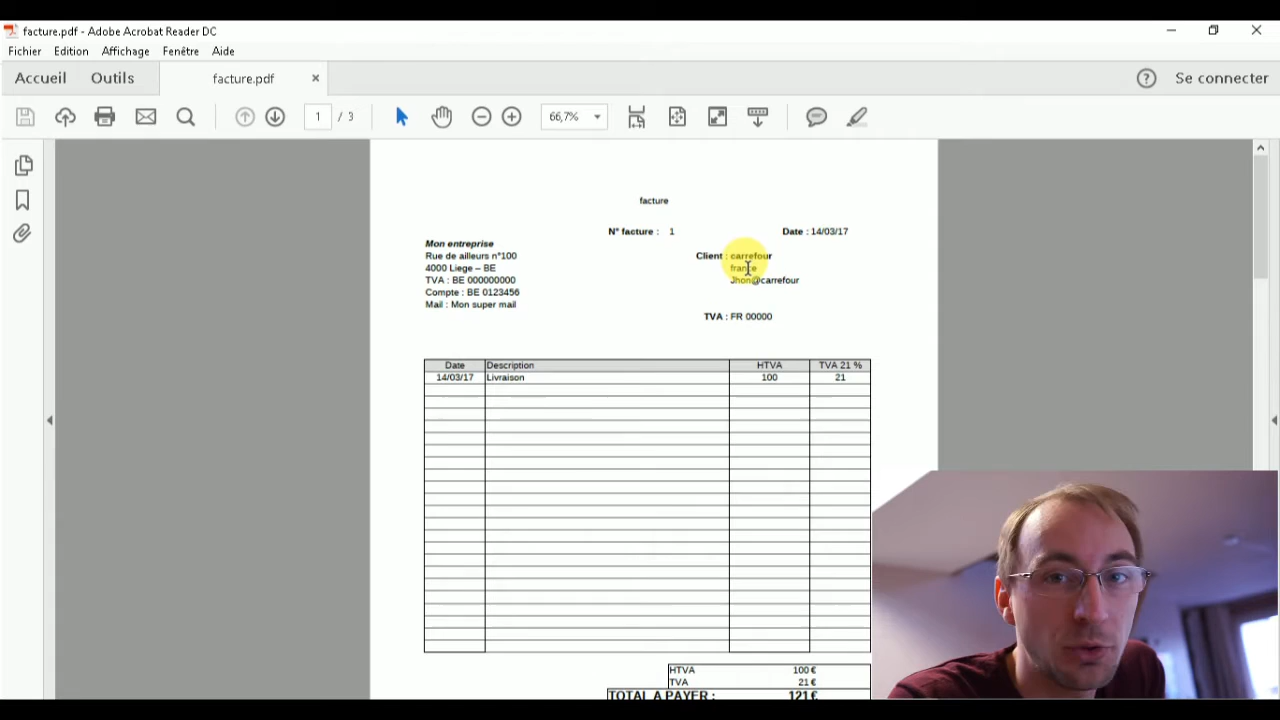 facture.pdf - Adobe Acrobat Reader DC
Fichier Edition Affichage Fenêtre Aide
Accueil Outils facture.pdf × ? Se connecter
1 / 3 66,7%
facture
N° facture : 1 Date : 14/03/17
Mon entreprise
Rue de ailleurs n°100 Client : carrefour
4000 Liege – BE france
TVA : BE 000000000 Jhon@carrefour
Compte : BE 0123456
Mail : Mon super mail
TVA : FR 00000
Date Description HTVA TVA 21 %
14/03/17 Livraison 100 21
HTVA 100 €
TVA 21 €
TOTAL A PAYER : 121 €